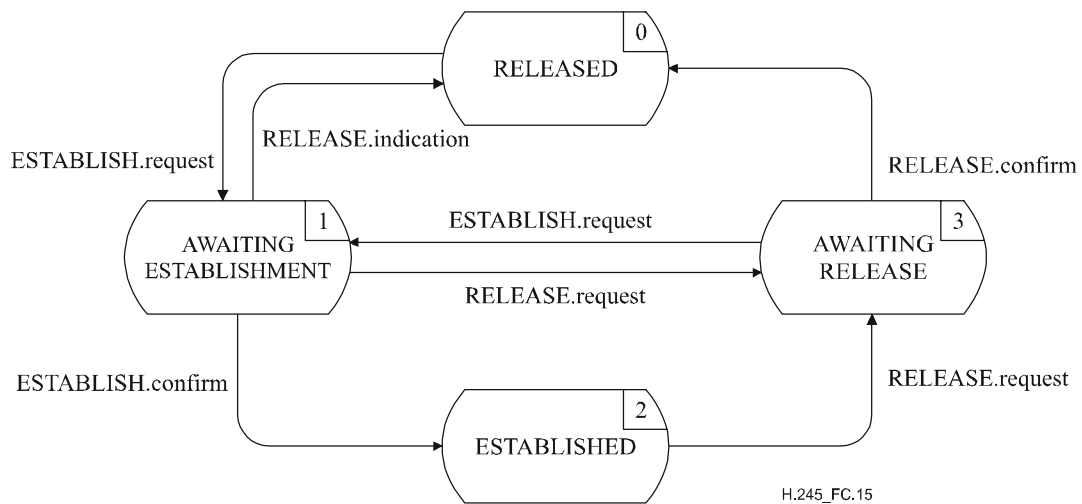 0
RELEASED
RELEASE.indication
ESTABLISH.request
RELEASE.confirm
1
AWAITING
ESTABLISHMENT
ESTABLISH.request
RELEASE.request
3
AWAITING
RELEASE
ESTABLISH.confirm
RELEASE.request
2
ESTABLISHED
H.245_FC.15